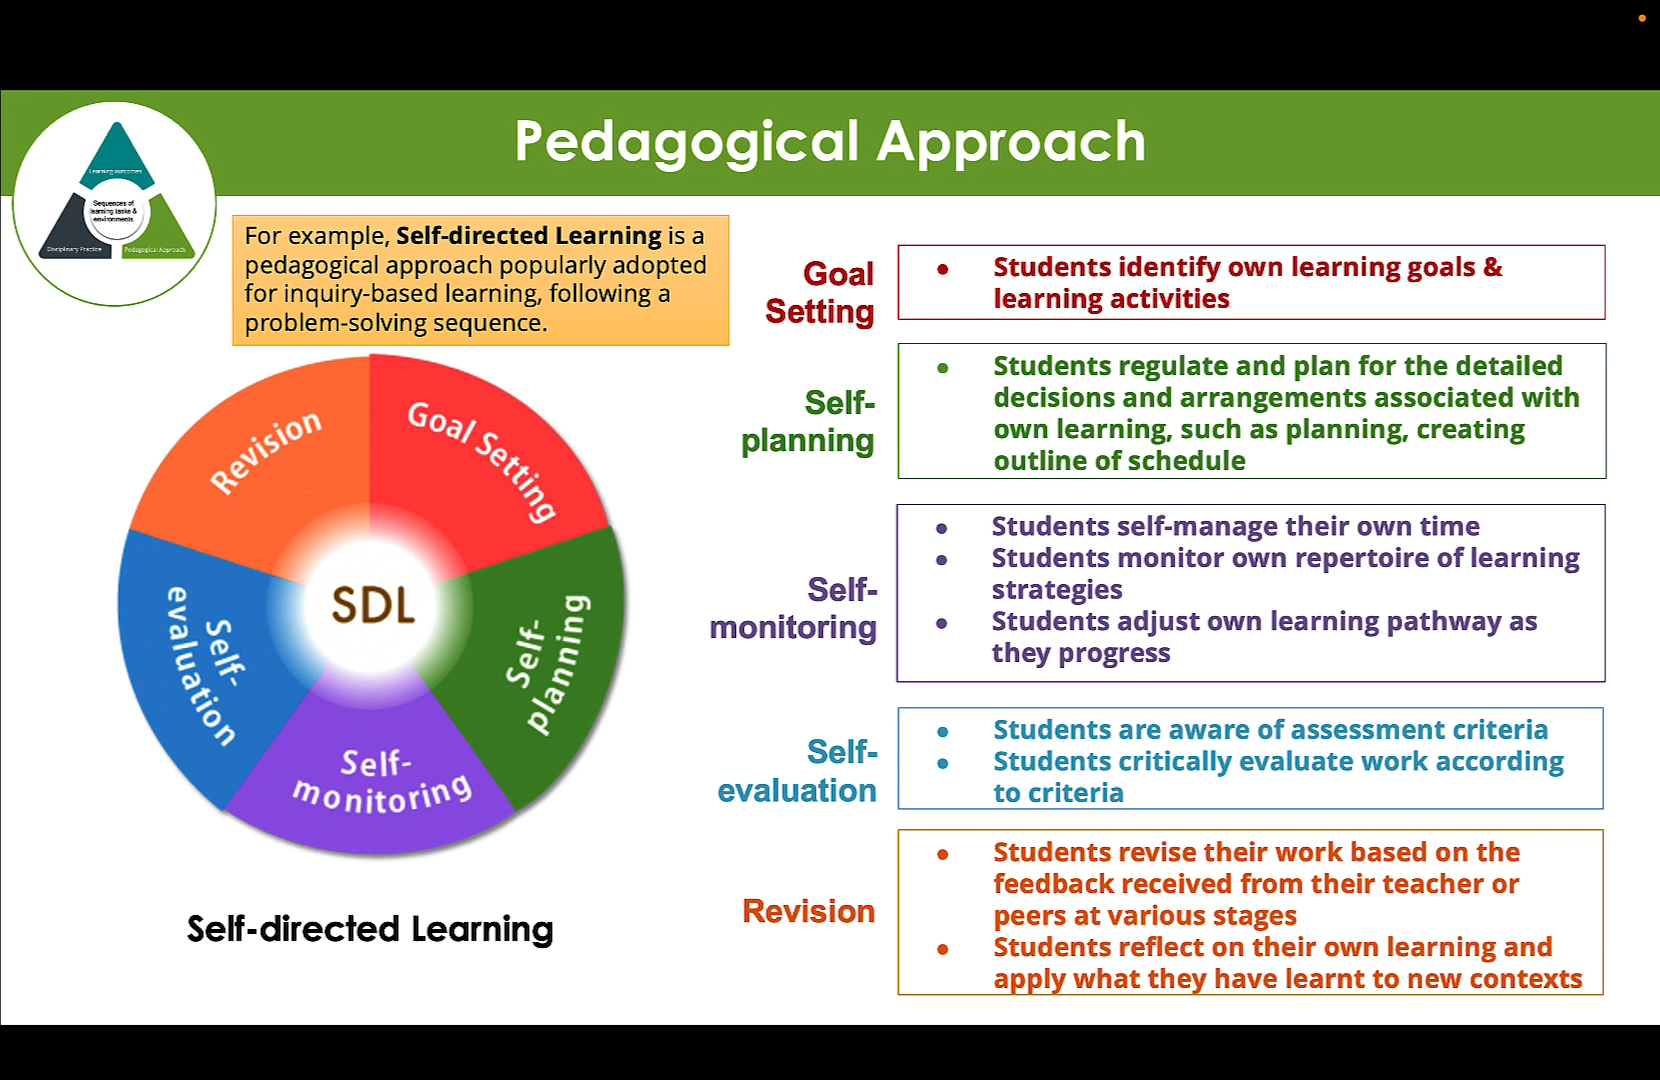 Pedagogical Approach
Learning outcomes
Sequences of
learning tasks &
environments
Disciplinary Practice
Pedagogical Approach
For example, Self-directed Learning is a
pedagogical approach popularly adopted
for inquiry-based learning, following a
problem-solving sequence.
Revision
Goal Setting
Self-
planning
Self-
monitoring
Self-
evaluation
SDL
Self-directed Learning
Goal
Setting
• Students identify own learning goals &
learning activities
Self-
planning
• Students regulate and plan for the detailed
decisions and arrangements associated with
own learning, such as planning, creating
outline of schedule
Self-
monitoring
• Students self-manage their own time
• Students monitor own repertoire of learning
strategies
• Students adjust own learning pathway as
they progress
Self-
evaluation
• Students are aware of assessment criteria
• Students critically evaluate work according
to criteria
Revision
• Students revise their work based on the
feedback received from their teacher or
peers at various stages
• Students reflect on their own learning and
apply what they have learnt to new contexts